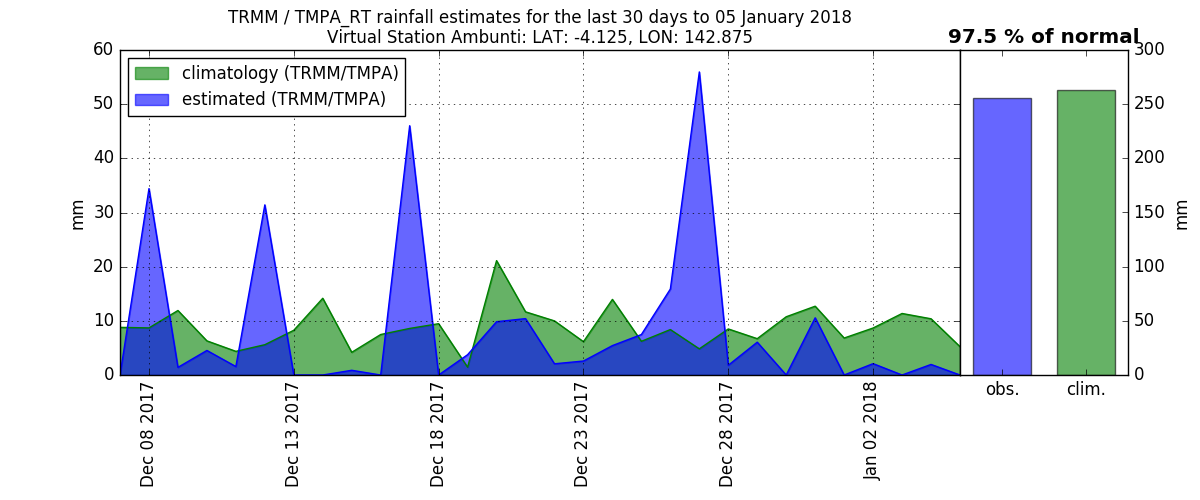 TRMM / TMPA_RT rainfall estimates for the last 30 days to 05 January 2018
Virtual Station Ambunti: LAT: -4.125, LON: 142.875
97.5 % of normal
climatology (TRMM/TMPA)
estimated (TRMM/TMPA)
60
50
40
30
20
10
0
mm
Dec 08 2017
Dec 13 2017
Dec 18 2017
Dec 23 2017
Dec 28 2017
Jan 02 2018
obs.
clim.
300
250
200
150
100
50
0
mm